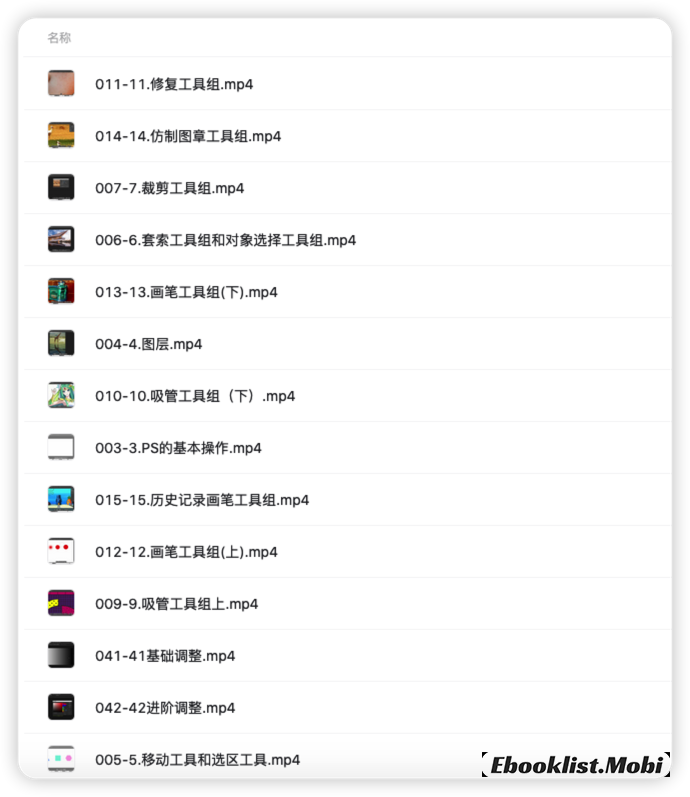 名称
011-11.修复工具组.mp4
014-14.仿制图章工具组.mp4
007-7.裁剪工具组.mp4
006-6.套索工具组和对象选择工具组.mp4
013-13.画笔工具组(下).mp4
004-4.图层.mp4
010-10.吸管工具组（下）.mp4
003-3.PS的基本操作.mp4
015-15.历史记录画笔工具组.mp4
012-12.画笔工具组(上).mp4
009-9.吸管工具组上.mp4
041-41基础调整.mp4
042-42进阶调整.mp4
005-5.移动工具和选区工具.mp4
【Ebooklist.Mobi】